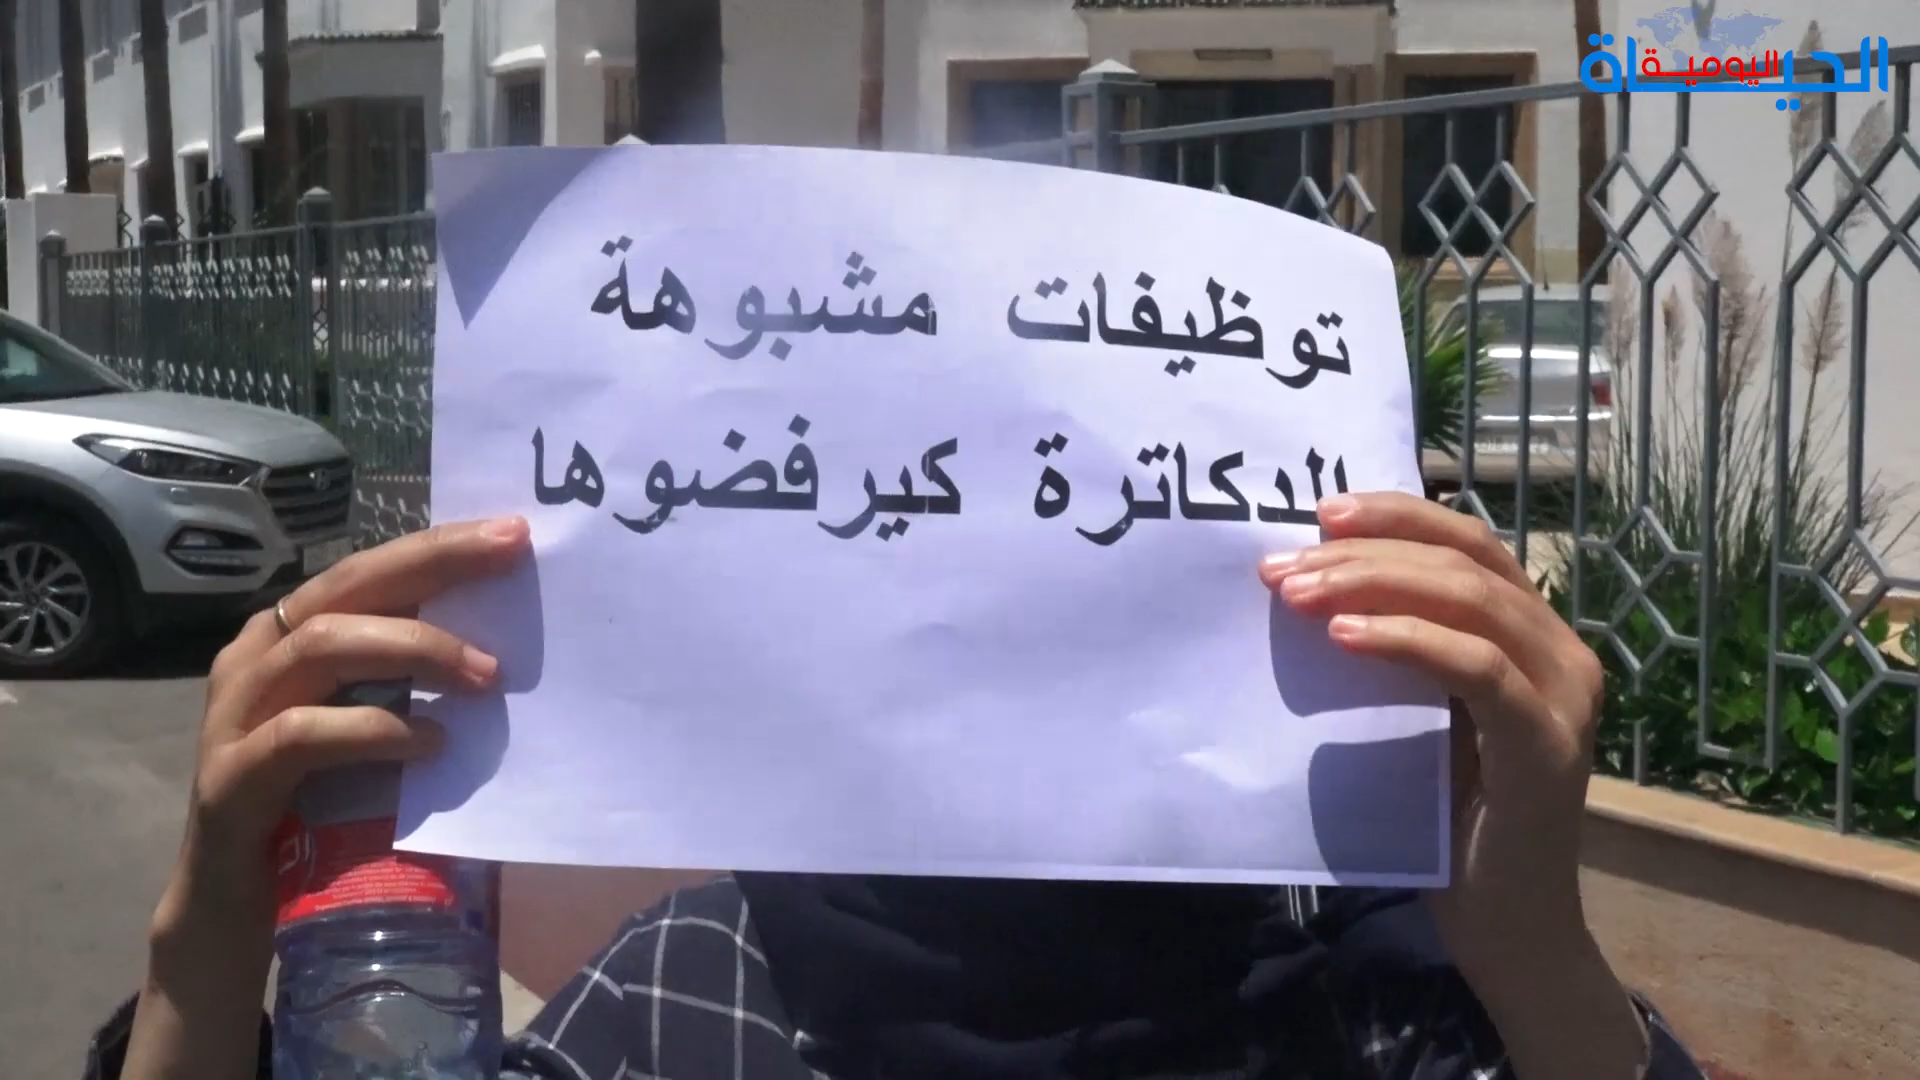 الحياة
اليومية
توظيفات مشبوهة
الدكاترة كيرفضوها